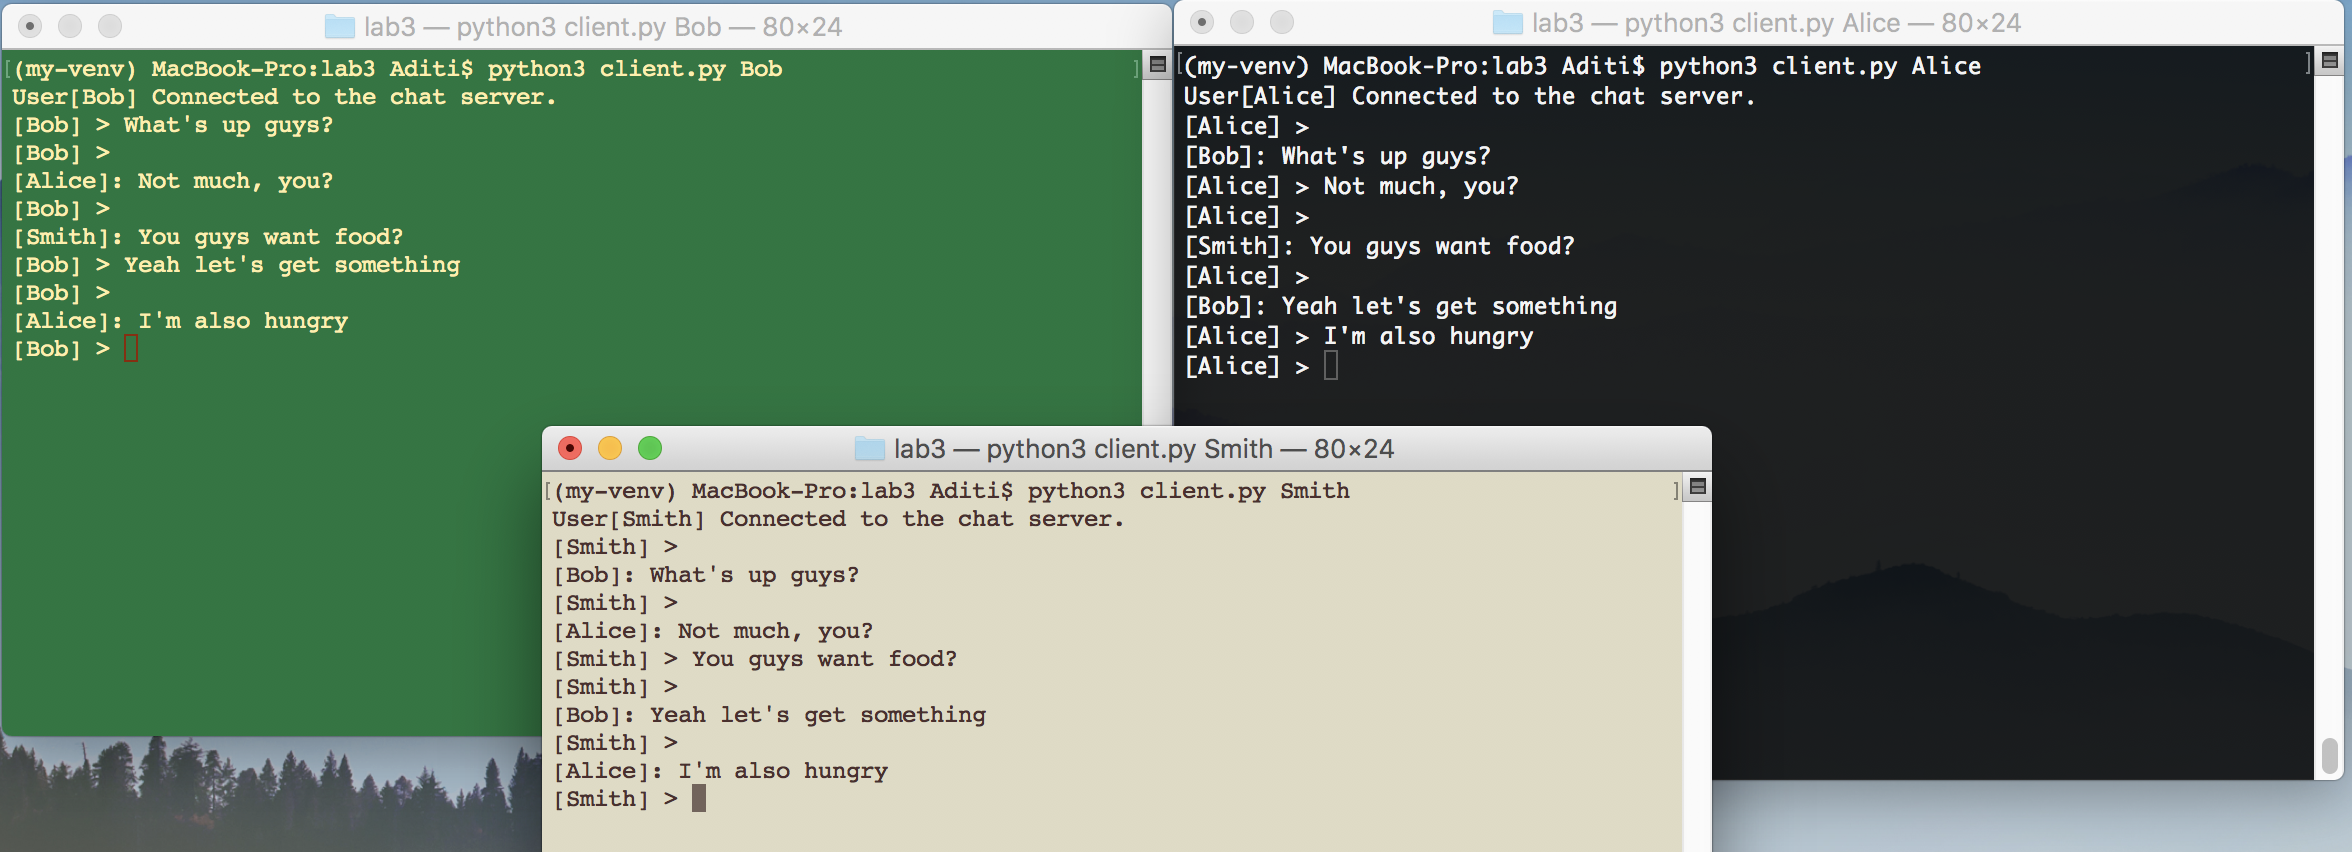 lab3 — python3 client.py Bob — 80×24
[(my-venv) MacBook-Pro:lab3 Aditi$ python3 client.py Bob ]
User[Bob] Connected to the chat server.
[Bob] > What's up guys?
[Bob] >
[Alice]: Not much, you?
[Bob] >
[Smith]: You guys want food?
[Bob] > Yeah let's get something
[Bob] >
[Alice]: I'm also hungry
[Bob] >
lab3 — python3 client.py Alice — 80×24
[(my-venv) MacBook-Pro:lab3 Aditi$ python3 client.py Alice ]
User[Alice] Connected to the chat server.
[Alice] >
[Bob]: What's up guys?
[Alice] > Not much, you?
[Alice] >
[Smith]: You guys want food?
[Alice] >
[Bob]: Yeah let's get something
[Alice] > I'm also hungry
[Alice] >
lab3 — python3 client.py Smith — 80×24
[(my-venv) MacBook-Pro:lab3 Aditi$ python3 client.py Smith ]
User[Smith] Connected to the chat server.
[Smith] >
[Bob]: What's up guys?
[Smith] >
[Alice]: Not much, you?
[Smith] > You guys want food?
[Smith] >
[Bob]: Yeah let's get something
[Smith] >
[Alice]: I'm also hungry
[Smith] >